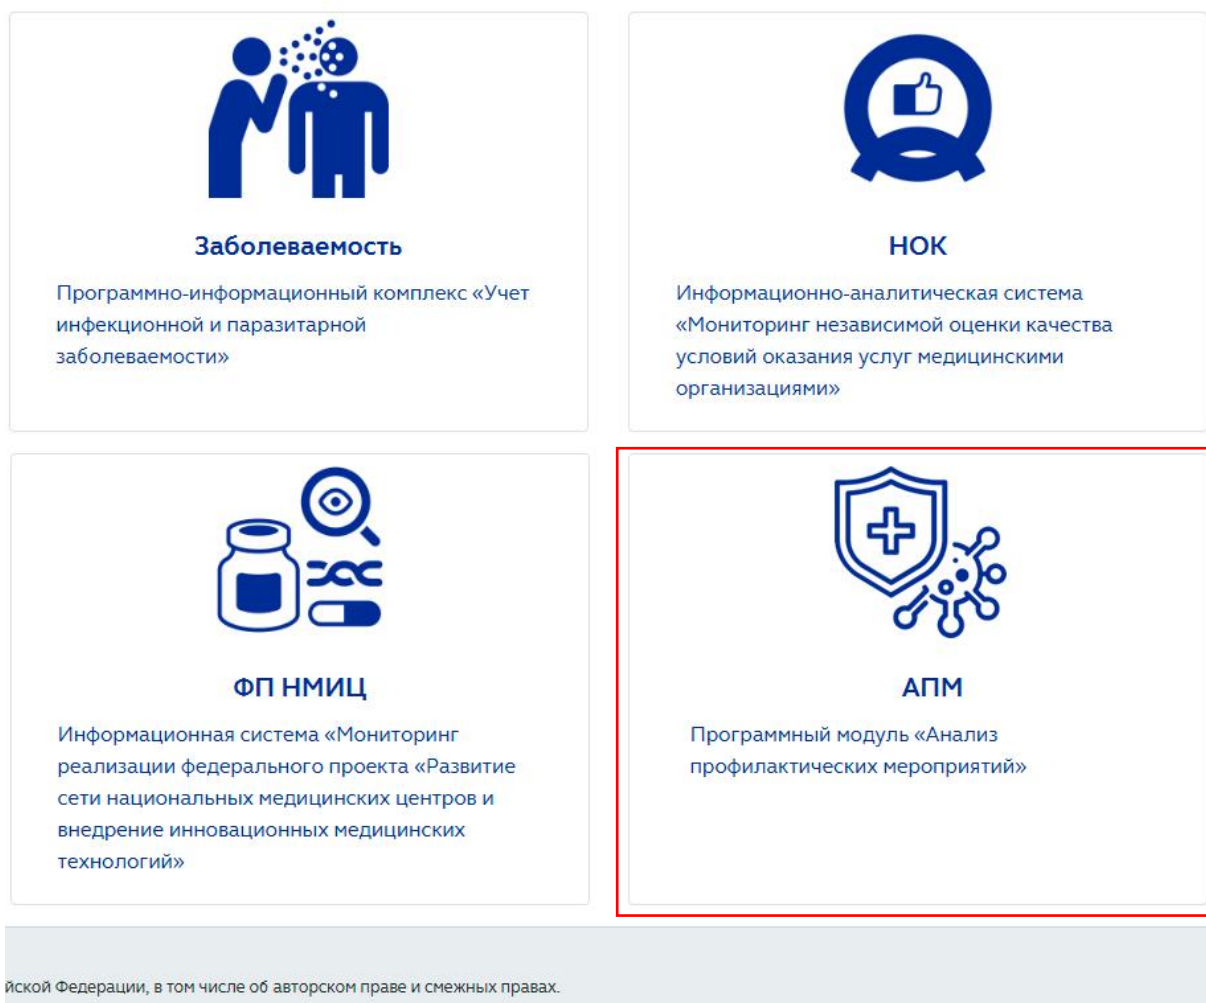 Заболеваемость
Программно-информационный комплекс «Учет
инфекционной и паразитарной
заболеваемости»
НОК
Информационно-аналитическая система
«Мониторинг независимой оценки качества
условий оказания услуг медицинскими
организациями»
ФП НМИЦ
Информационная система «Мониторинг
реализации федерального проекта «Развитие
сети национальных медицинских центров и
внедрение инновационных медицинских
технологий»
АПМ
Программный модуль «Анализ
профилактических мероприятий»
йской Федерации, в том числе об авторском праве и смежных правах.